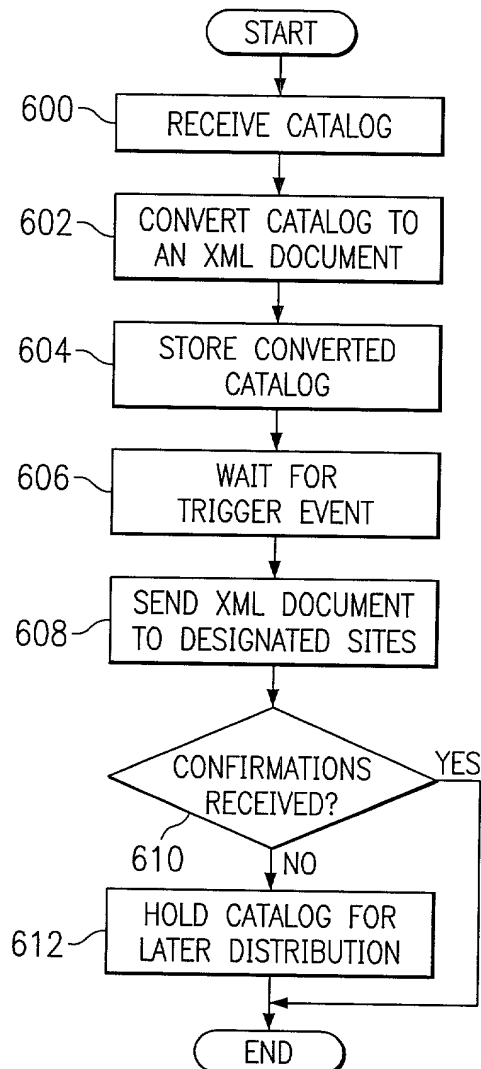 START
600
RECEIVE CATALOG
602
CONVERT CATALOG TO
AN XML DOCUMENT
604
STORE CONVERTED
CATALOG
606
WAIT FOR
TRIGGER EVENT
608
SEND XML DOCUMENT
TO DESIGNATED SITES
CONFIRMATIONS
RECEIVED?
YES
610
NO
612
HOLD CATALOG FOR
LATER DISTRIBUTION
END